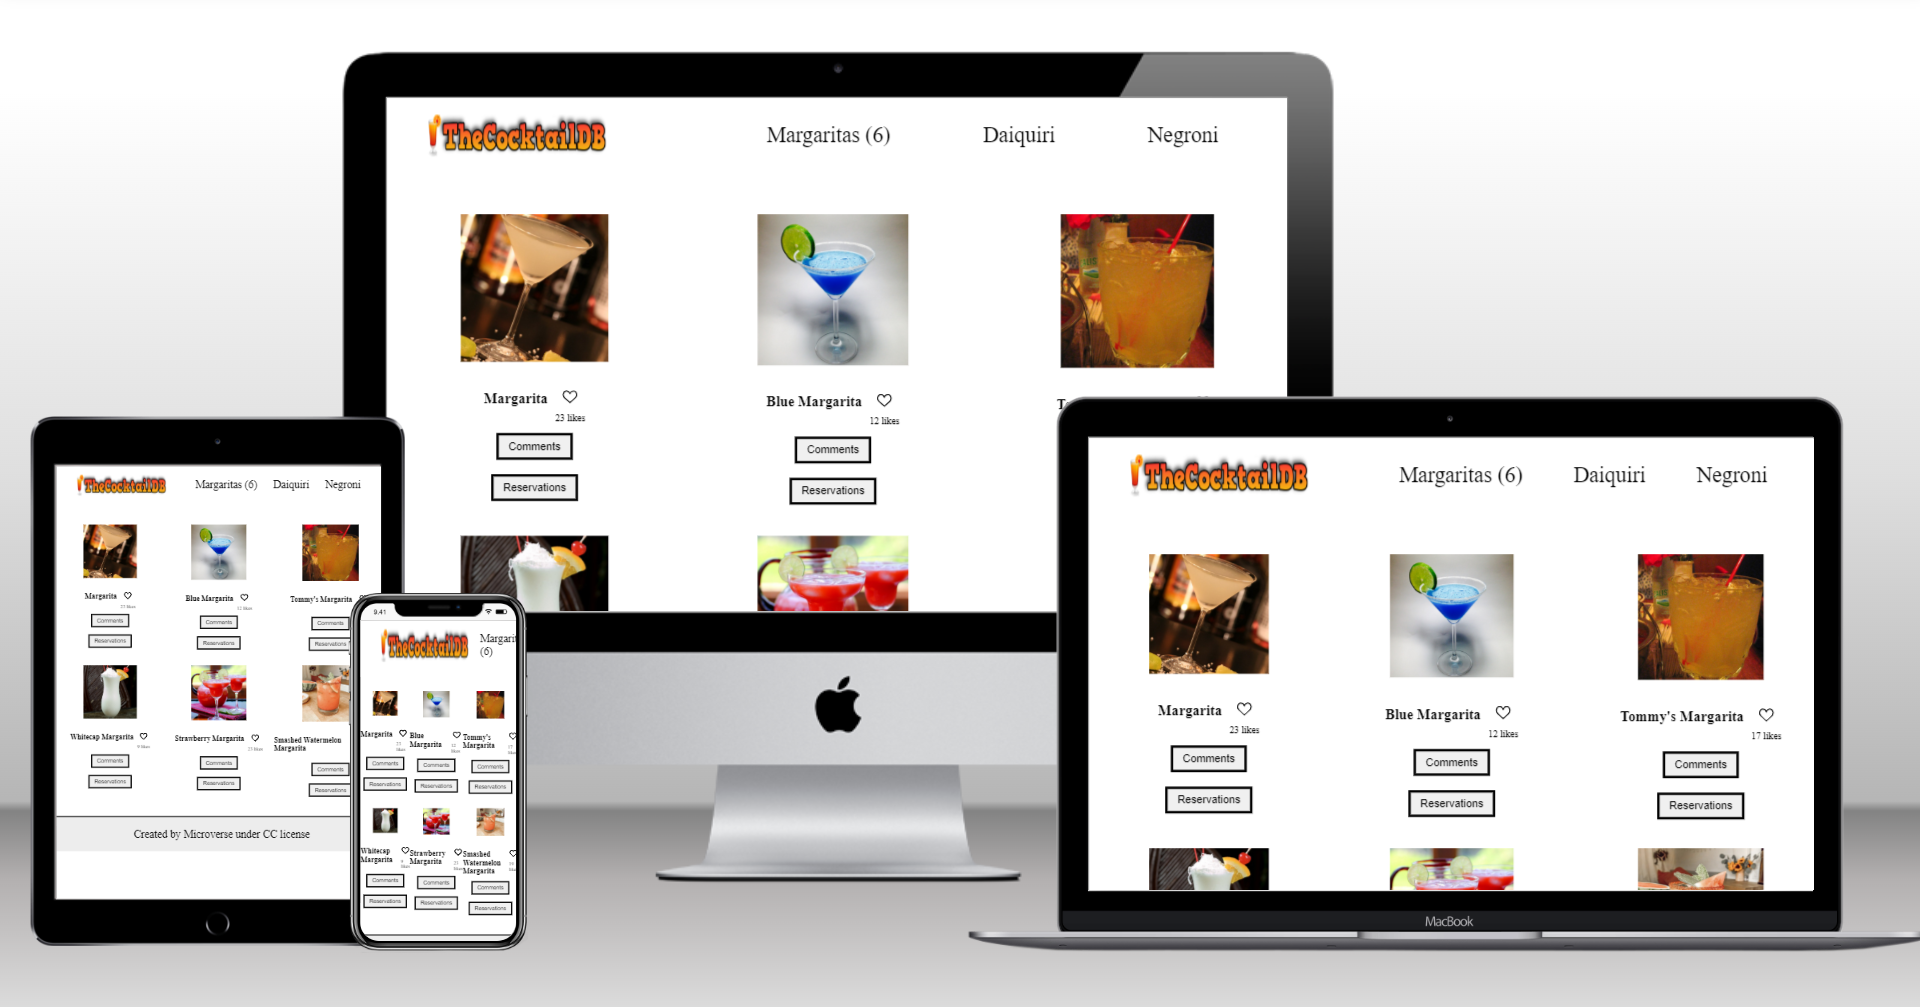 TheCocktailDB
Margaritas (6)
Daiquiri
Negroni
Margarita
23 likes
Comments
Reservations
Blue Margarita
12 likes
Comments
Reservations
TheCocktailDB
Margaritas (6)
Daiquiri
Negroni
Margarita
Comments
Reservations
Blue Margarita
12 likes
Comments
Reservations
Tommy's Margarita
Comments
Reservations
Whitecap Margarita
9 likes
Comments
Reservations
Strawberry Margarita
Comments
Reservations
Smashed Watermelon
Margarita
Comments
Reservations
Created by Microverse under CC license
9:41
TheCocktailDB
Margarit
(6)
Margarita
Comments
Reservations
Blue
Margarita
Comments
Reservations
Tommy's
Margarita
Comments
Reservations
Whitecap
Margarita
Comments
Reservations
Strawberry
Margarita
Comments
Reservations
Smashed
Watermelon
Margarita
Comments
Reservations
TheCocktailDB
Margaritas (6)
Daiquiri
Negroni
Margarita
23 likes
Comments
Reservations
Blue Margarita
12 likes
Comments
Reservations
Tommy's Margarita
17 likes
Comments
Reservations
MacBook